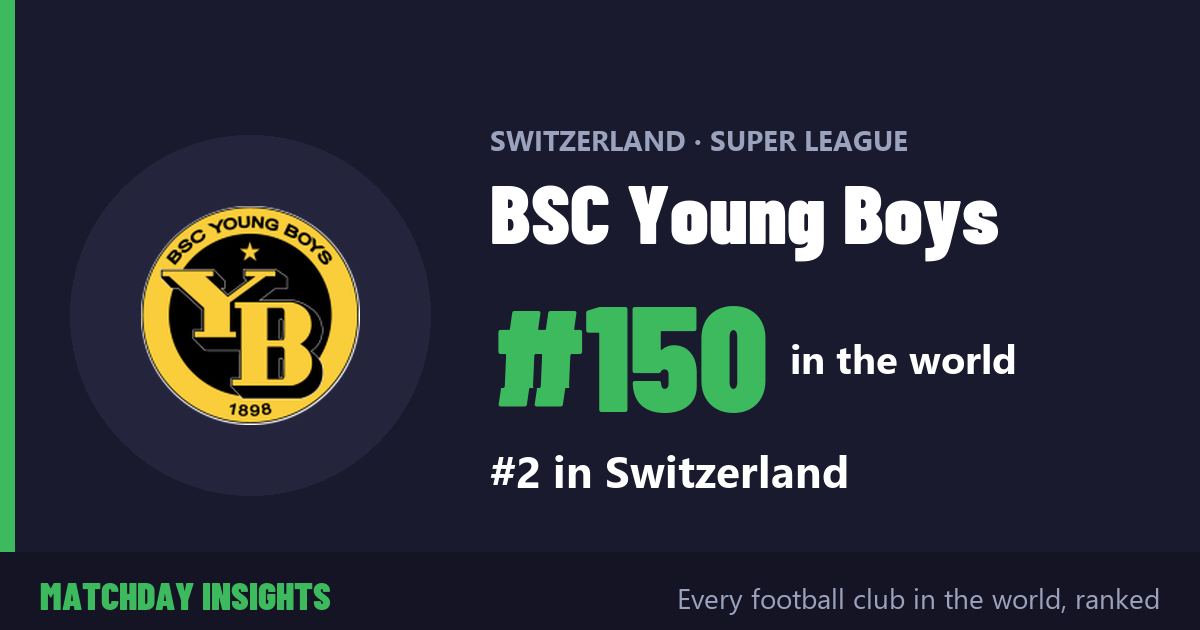 BSC YOUNG BOYS
YB
1898
SWITZERLAND · SUPER LEAGUE
BSC Young Boys
#150 in the world
#2 in Switzerland
MATCHDAY INSIGHTS
Every football club in the world, ranked